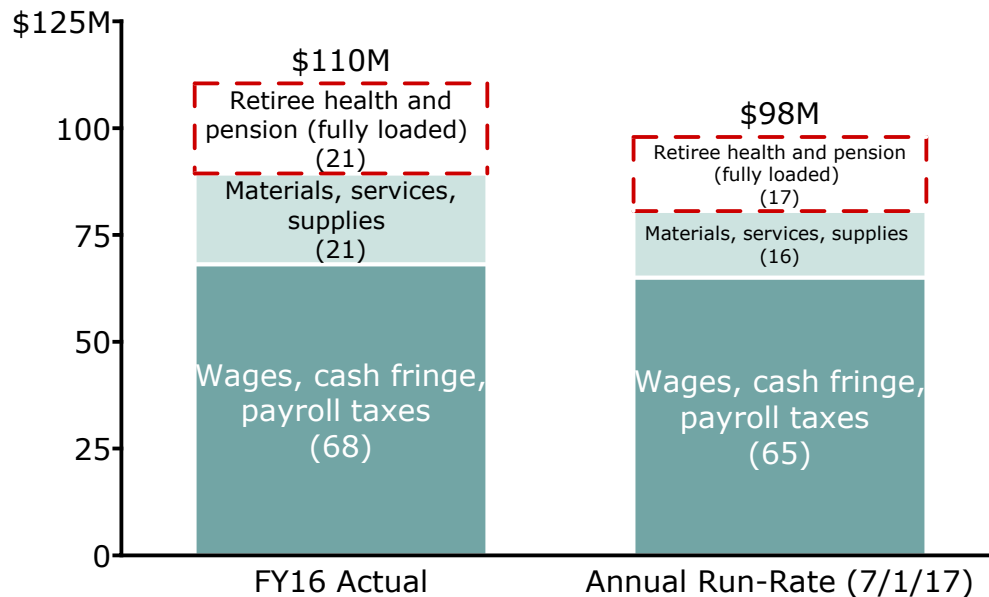 $125M
100
75
50
25
0
$110M
Retiree health and
pension (fully loaded)
(21)
Materials, services,
supplies
(21)
Wages, cash fringe,
payroll taxes
(68)
FY16 Actual
$98M
Retiree health and pension
(fully loaded)
(17)
Materials, services, supplies
(16)
Wages, cash fringe,
payroll taxes
(65)
Annual Run-Rate (7/1/17)